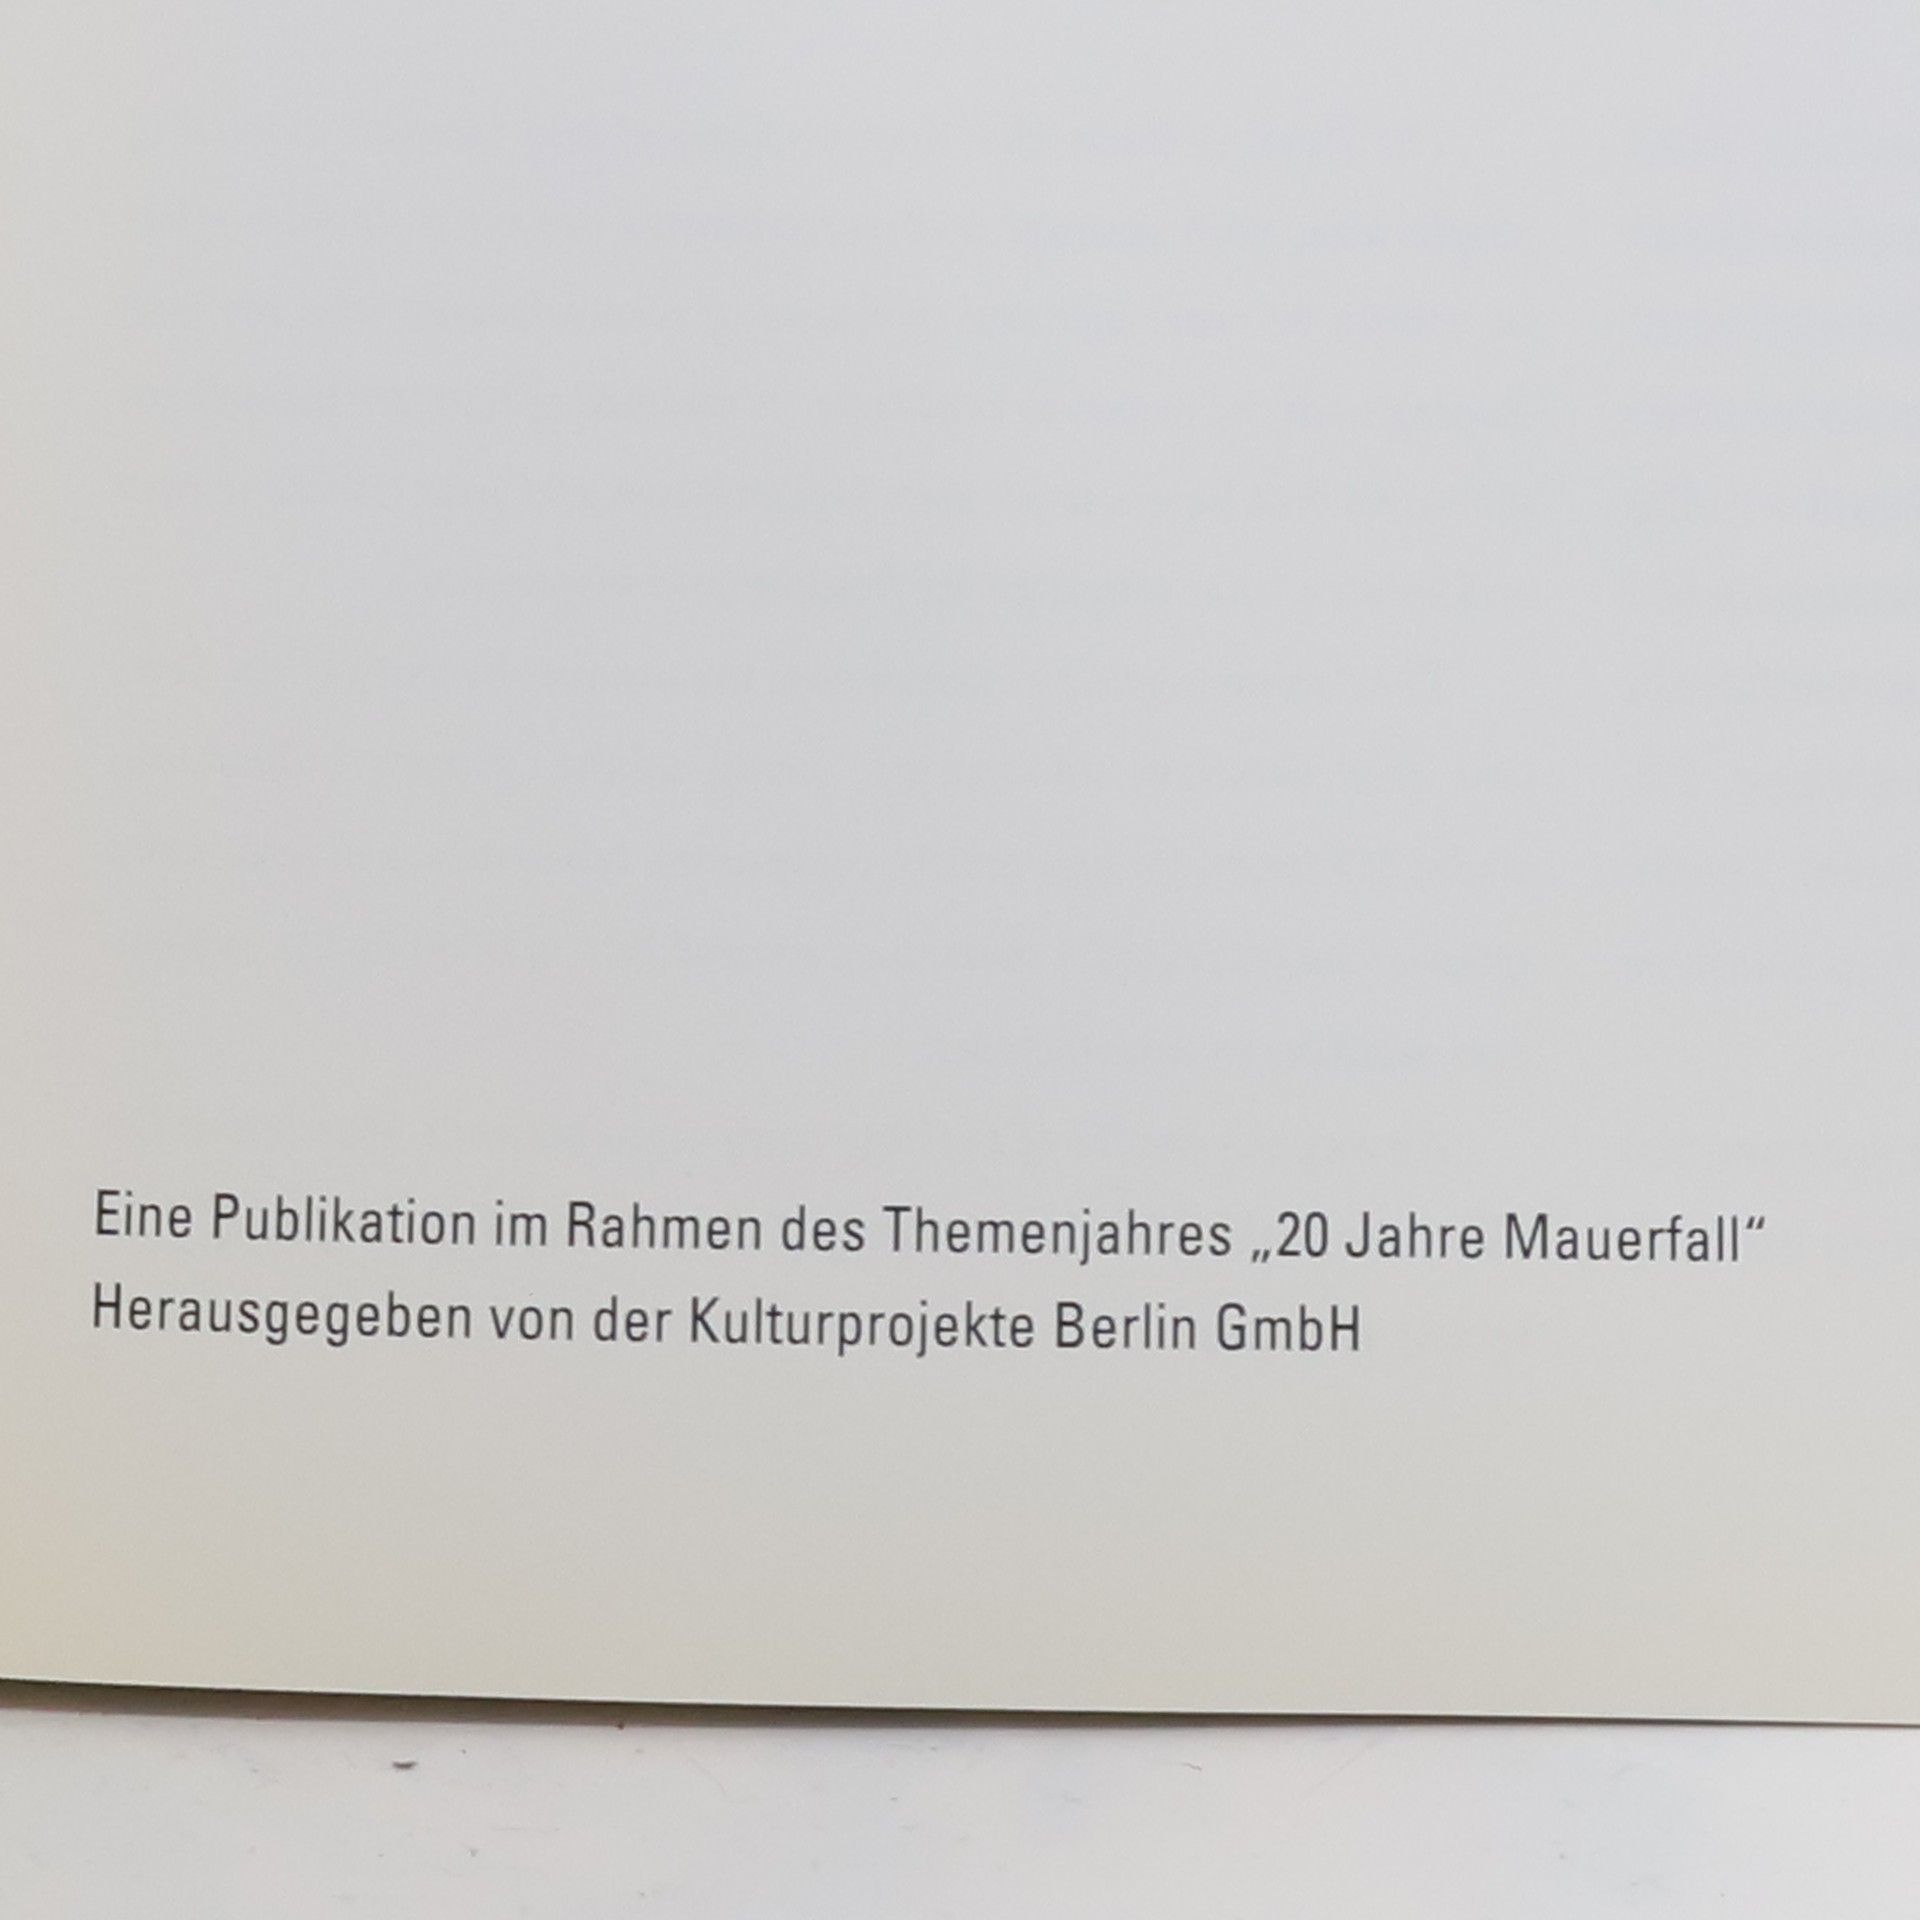 Eine Publikation im Rahmen des Themenjahres „20 Jahre Mauerfall“
Herausgegeben von der Kulturprojekte Berlin GmbH